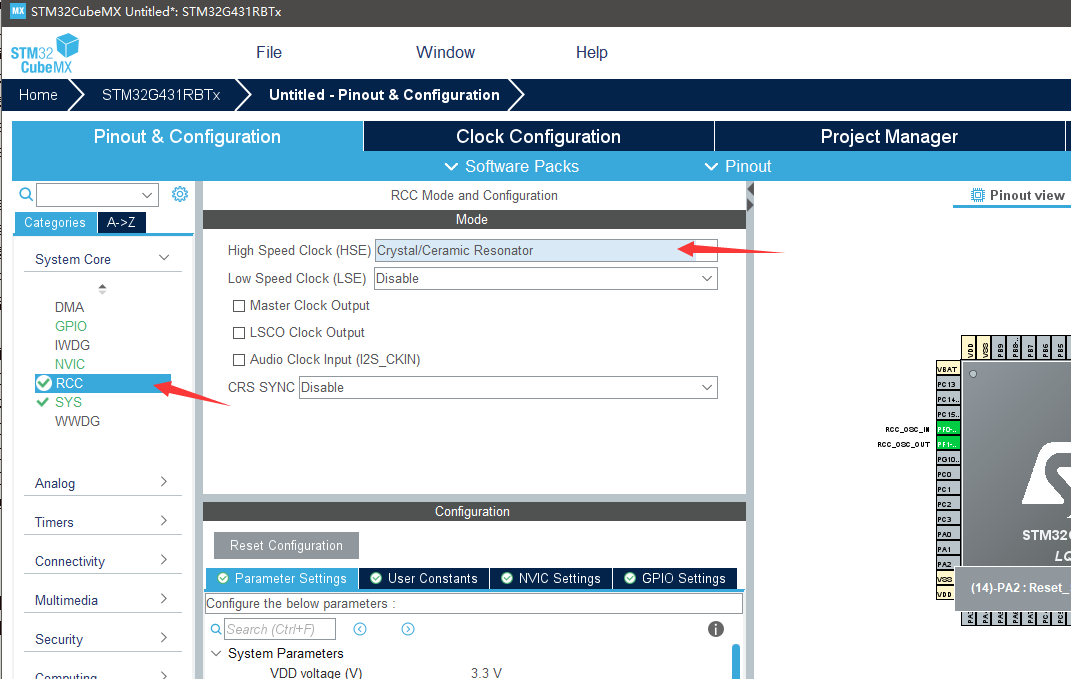 MX STM32CubeMX Untitled*: STM32G431RBTx
STM32
CubeMX
File Window Help
Home STM32G431RBTx Untitled - Pinout & Configuration
Pinout & Configuration Clock Configuration Project Manager
Software Packs Pinout
RCC Mode and Configuration
Pinout view
Categories A->Z
Mode
System Core
High Speed Clock (HSE) Crystal/Ceramic Resonator
Low Speed Clock (LSE) Disable
Master Clock Output
LSCO Clock Output
Audio Clock Input (I2S_CKIN)
CRS SYNC Disable
DMA
GPIO
IWDG
NVIC
RCC
SYS
WWDG
Analog
Timers
Connectivity
Multimedia
Security
Configuration
Reset Configuration
Parameter Settings User Constants NVIC Settings GPIO Settings
Configure the below parameters :
Search (Ctrl+F)
System Parameters
VDD voltage (V) 3.3 V
VDD
VSS
PB9
PB8-..
PB7
PB6
PB5
VBAT
PC13
PC14..
PC15..
RCC_OSC_IN PF0-..
RCC_OSC_OUT PF1-..
PG10..
PC0
PC1
PC2
PC3
PA0
PA1
PA2
VSS
VDD
STM32
LQ
(14)-PA2 : Reset_